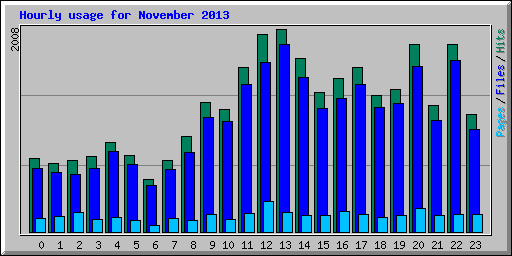 Hourly usage for November 2013
2008
Pages / Files / Hits
0 1 2 3 4 5 6 7 8 9 10 11 12 13 14 15 16 17 18 19 20 21 22 23